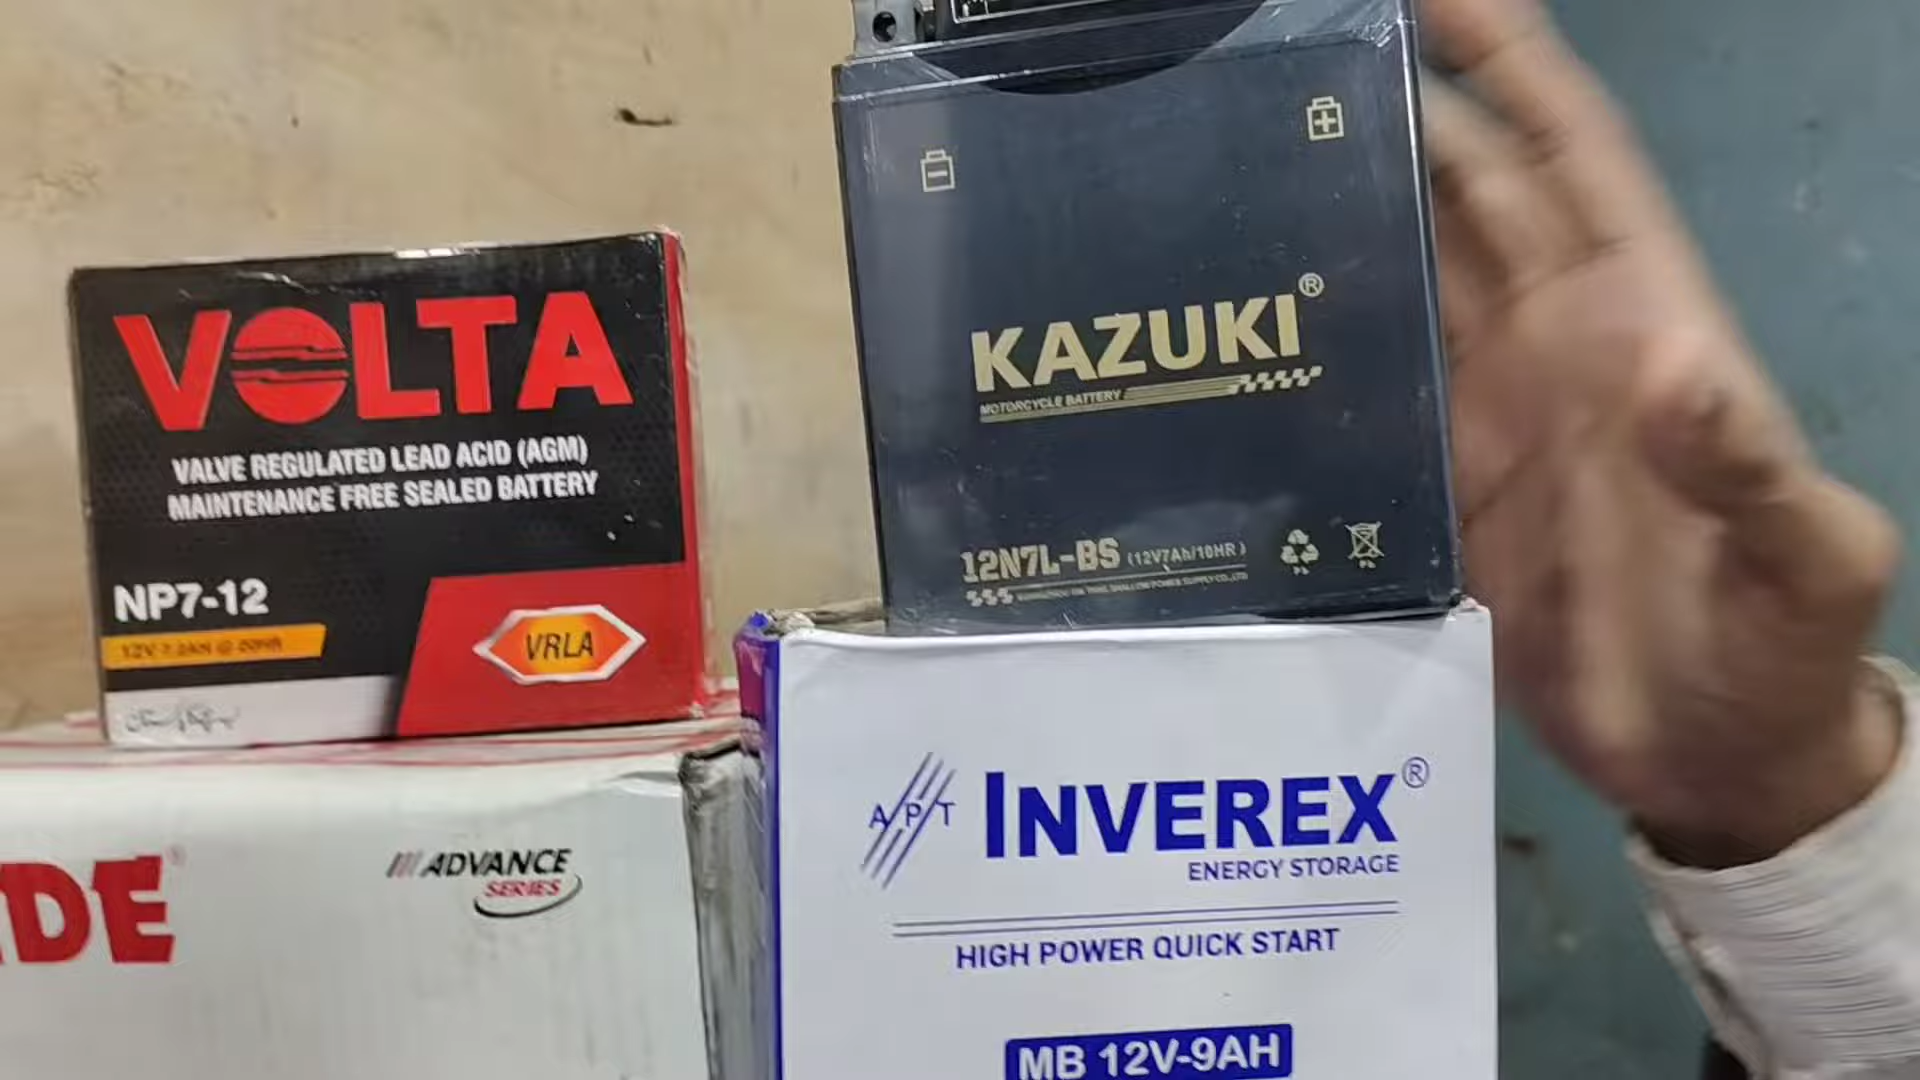 VOLTA
VALVE REGULATED LEAD ACID (AGM)
MAINTENANCE FREE SEALED BATTERY
NP7-12
VRLA
KAZUKI®
MOTORCYCLE BATTERY
12N7L-BS (12V7Ah/10HR)
IDE
ADVANCE
SERIES
APT INVEREX®
ENERGY STORAGE
HIGH POWER QUICK START
MB 12V-9AH